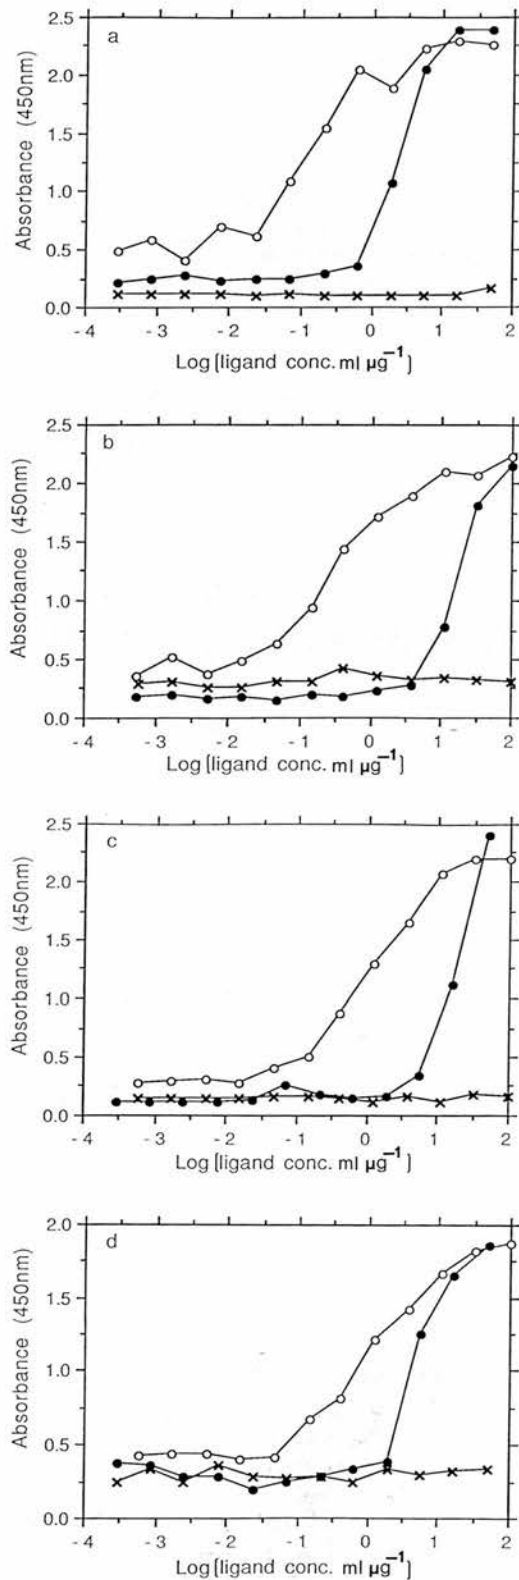 a
2.5
2.0
1.5
1.0
0.5
0.0
Absorbance (450nm)
-4 -3 -2 -1 0 1 2
Log [ligand conc. ml µg⁻¹]
b
2.5
2.0
1.5
1.0
0.5
0.0
Absorbance (450nm)
-4 -3 -2 -1 0 1 2
Log [ligand conc. ml µg⁻¹]
c
2.5
2.0
1.5
1.0
0.5
0.0
Absorbance (450nm)
-4 -3 -2 -1 0 1 2
Log [ligand conc. ml µg⁻¹]
d
2.0
1.5
1.0
0.5
0.0
Absorbance (450nm)
-4 -3 -2 -1 0 1 2
Log [ligand conc. ml µg⁻¹]